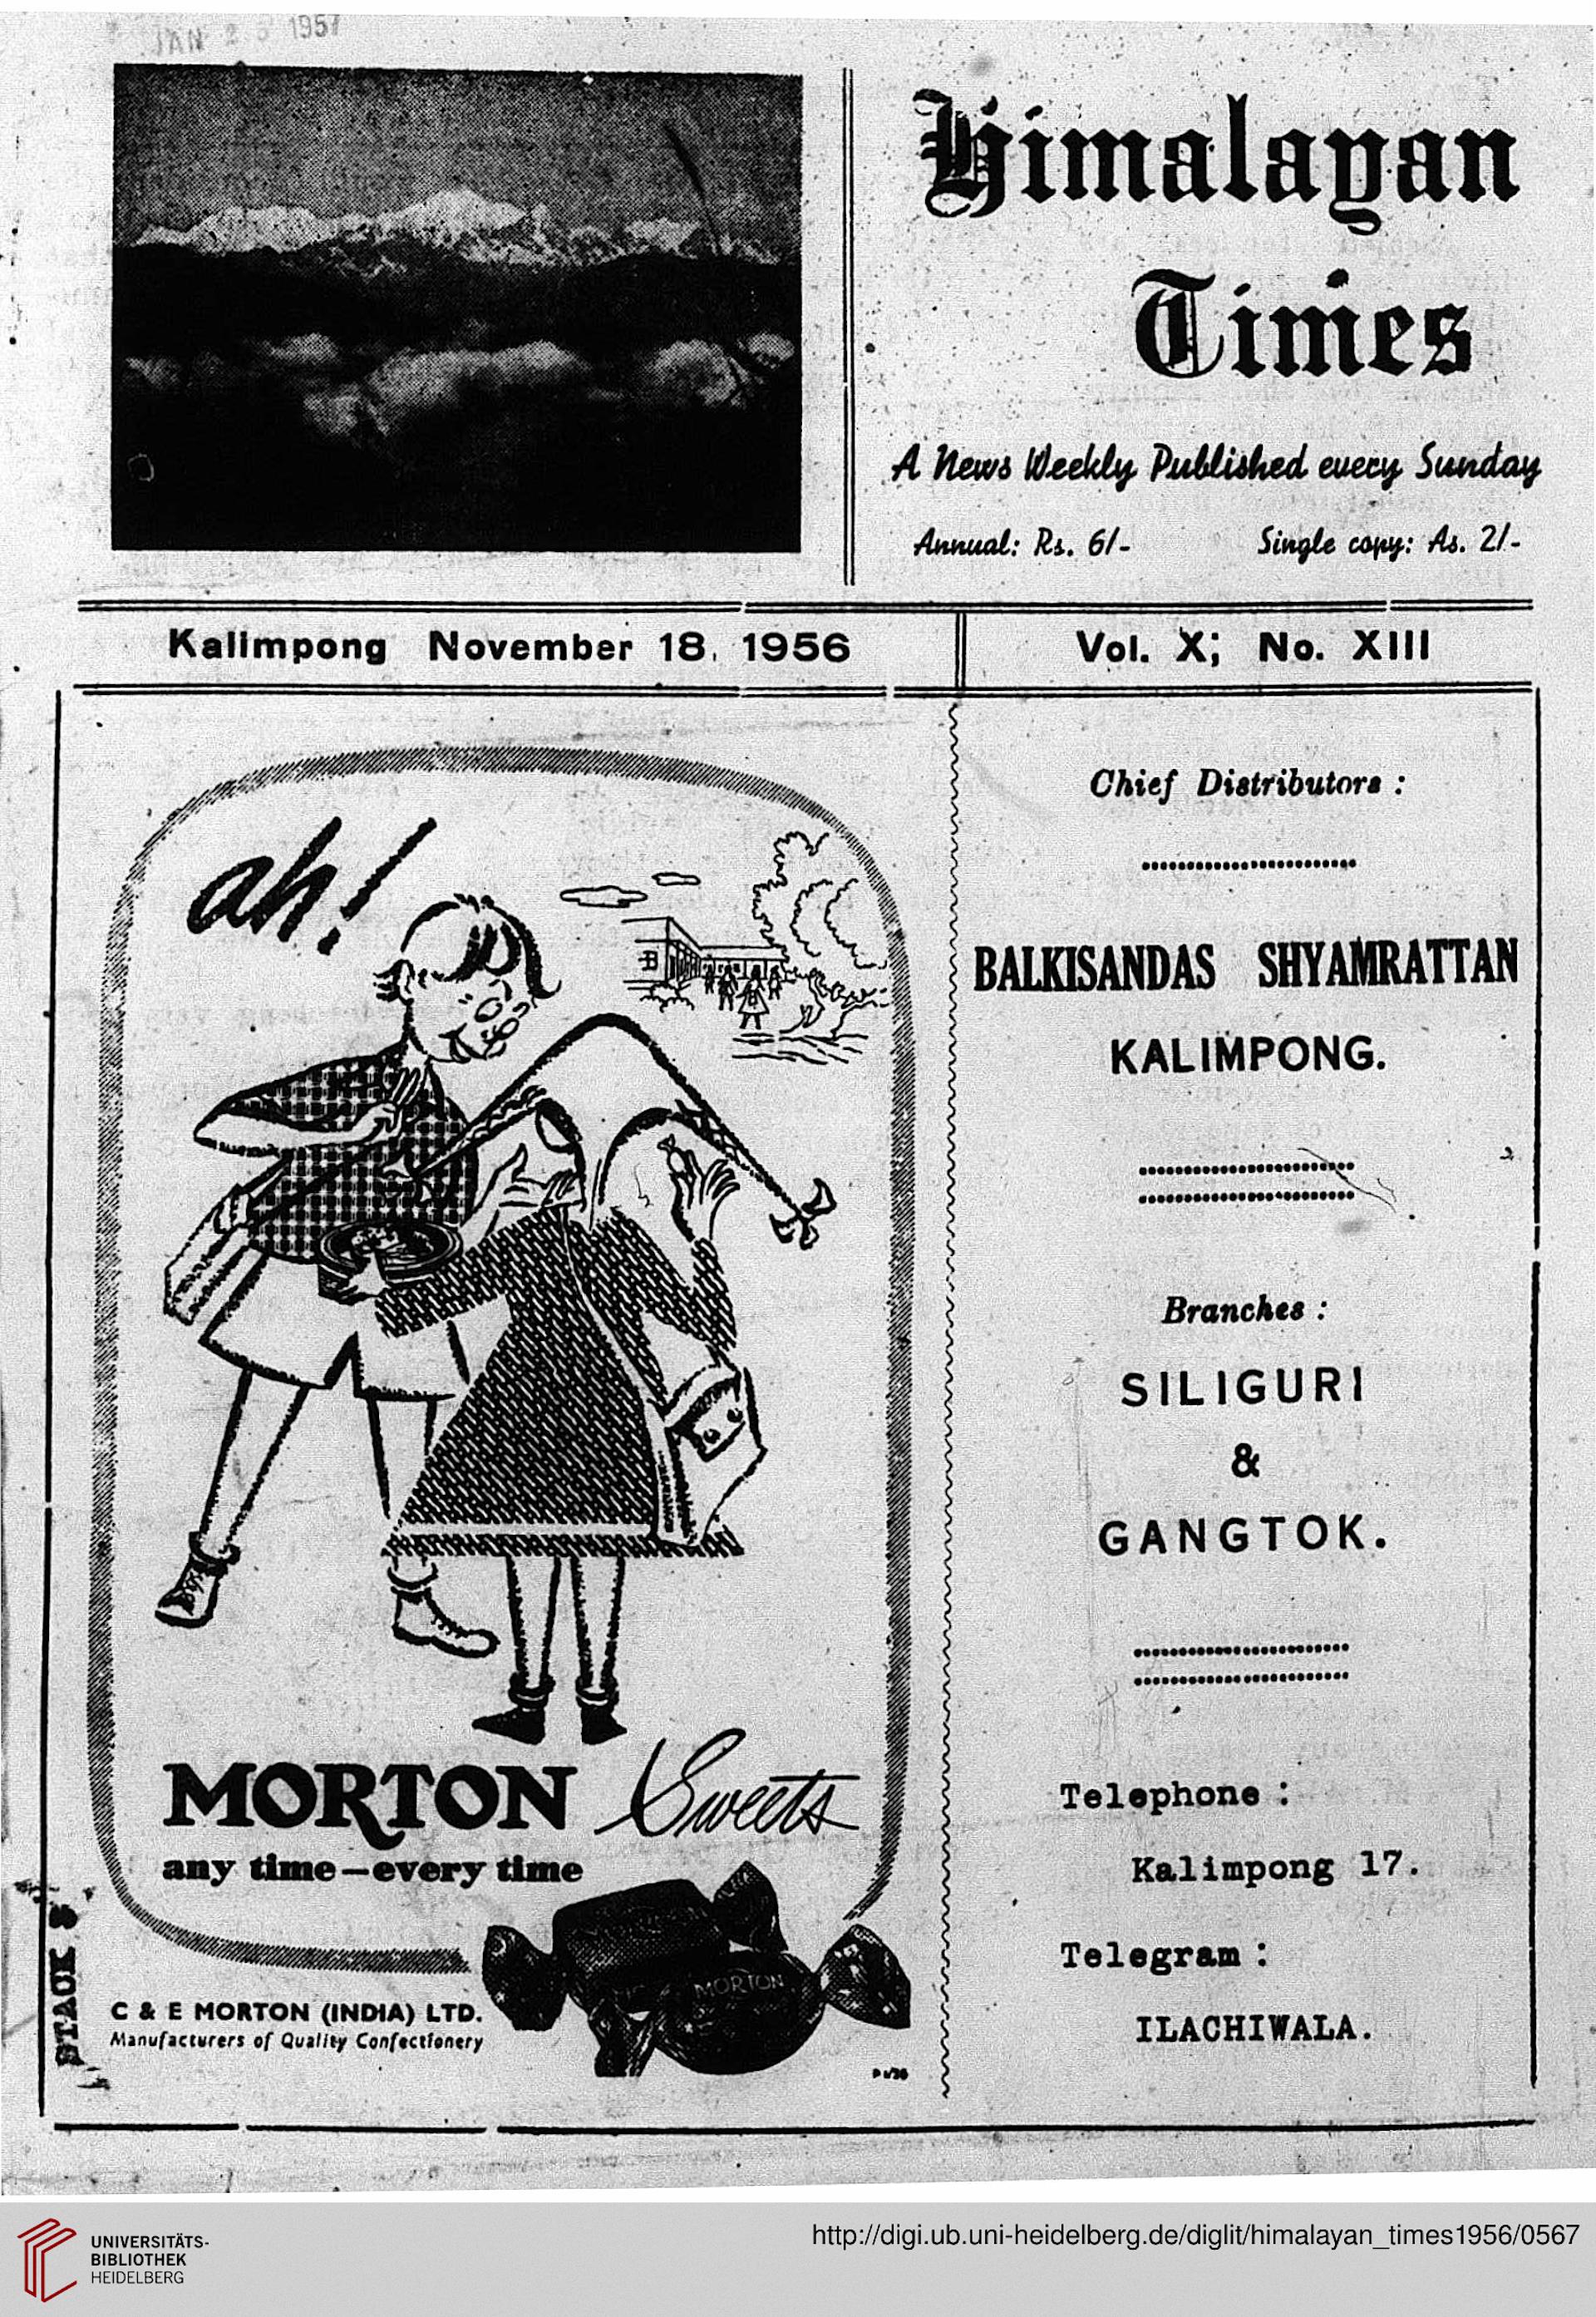 JAN 2 1957
Himalayan
Times
A News Weekly Published every Sunday
Annual: Rs. 6/- Single copy: As. 2/-
Kalimpong November 18, 1956
Vol. X; No. XIII
ah!
MORTON Sweets
any time—every time
MORTON
C & E MORTON (INDIA) LTD.
Manufacturers of Quality Confectionery
STACK S
Chief Distributors :
BALKISANDAS SHYAMRATTAN
KALIMPONG.
Branches :
SILIGURI
&
GANGTOK.
Telephone :
Kalimpong 17.
Telegram :
ILACHIWALA.
UNIVERSITÄTS-
BIBLIOTHEK
HEIDELBERG
http://digi.ub.uni-heidelberg.de/diglit/himalayan_times1956/0567